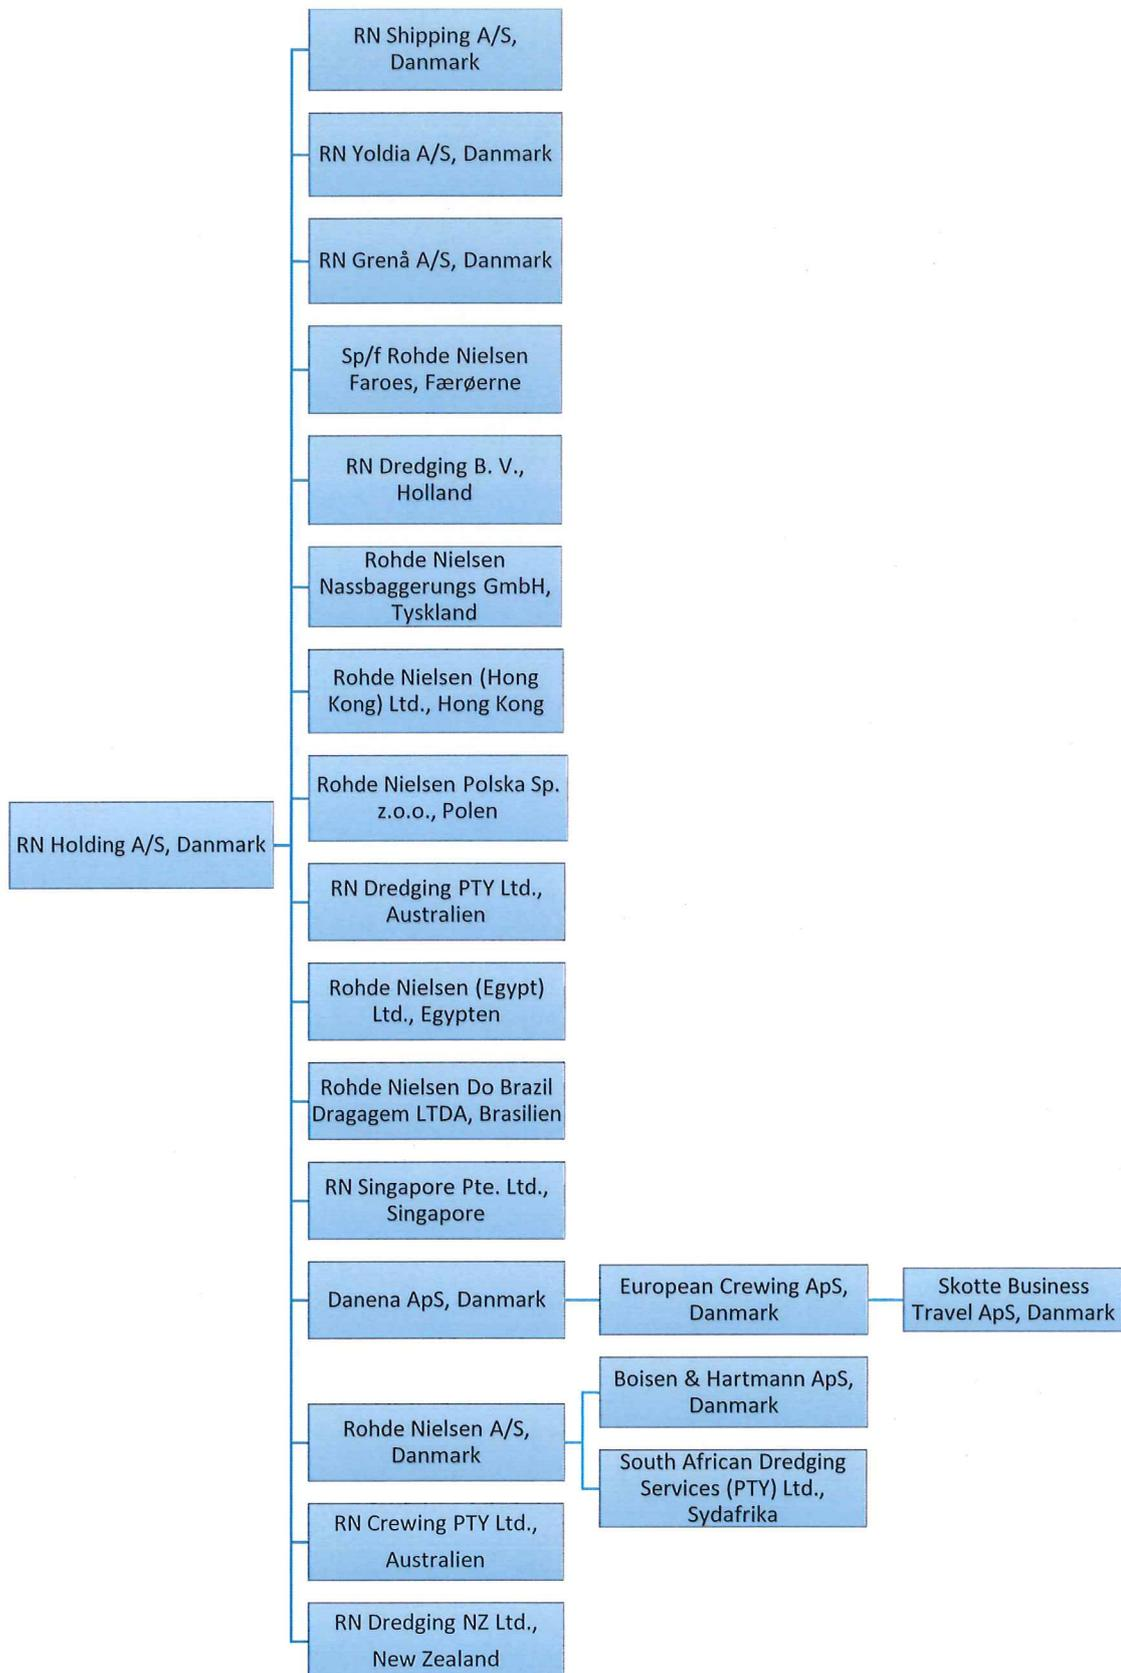 RN Shipping A/S,
Danmark
RN Yoldia A/S, Danmark
RN Grenå A/S, Danmark
Sp/f Rohde Nielsen
Faroes, Færøerne
RN Dredging B. V.,
Holland
Rohde Nielsen
Nassbaggerungs GmbH,
Tyskland
Rohde Nielsen (Hong
Kong) Ltd., Hong Kong
Rohde Nielsen Polska Sp.
z.o.o., Polen
RN Holding A/S, Danmark
RN Dredging PTY Ltd.,
Australien
Rohde Nielsen (Egypt)
Ltd., Egypten
Rohde Nielsen Do Brazil
Dragagem LTDA, Brasilien
RN Singapore Pte. Ltd.,
Singapore
Danena ApS, Danmark
European Crewing ApS,
Danmark
Skotte Business
Travel ApS, Danmark
Rohde Nielsen A/S,
Danmark
Boisen & Hartmann ApS,
Danmark
South African Dredging
Services (PTY) Ltd.,
Sydafrika
RN Crewing PTY Ltd.,
Australien
RN Dredging NZ Ltd.,
New Zealand